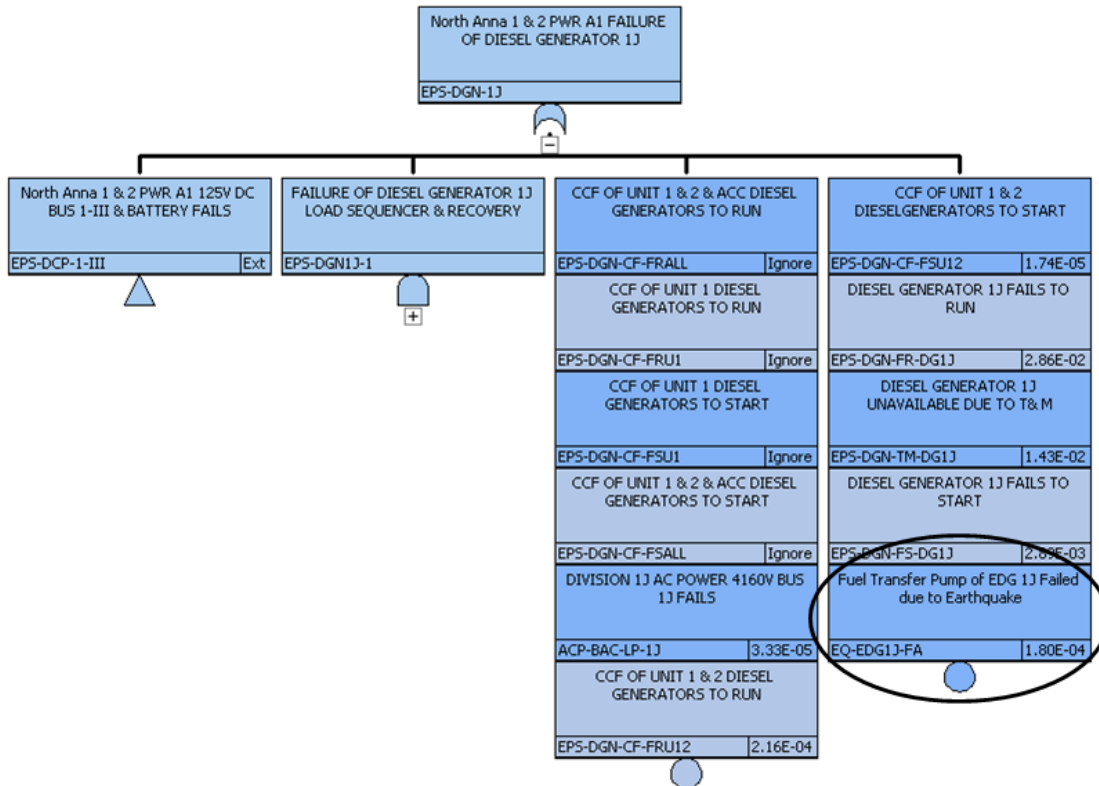 North Anna 1 & 2 PWR A1 FAILURE
OF DIESEL GENERATOR 1J
EPS-DGN-1J
North Anna 1 & 2 PWR A1 125V DC
BUS 1-III & BATTERY FAILS
EPS-DCP-1-III Ext
FAILURE OF DIESEL GENERATOR 1J
LOAD SEQUENCER & RECOVERY
EPS-DGN1J-1
CCF OF UNIT 1 & 2 & ACC DIESEL
GENERATORS TO RUN
EPS-DGN-CF-FRALL Ignore
CCF OF UNIT 1 DIESEL
GENERATORS TO RUN
EPS-DGN-CF-FRU1 Ignore
CCF OF UNIT 1 DIESEL
GENERATORS TO START
EPS-DGN-CF-FSU1 Ignore
CCF OF UNIT 1 & 2 & ACC DIESEL
GENERATORS TO START
EPS-DGN-CF-FSALL Ignore
DIVISION 1J AC POWER 4160V BUS
1J FAILS
ACP-BAC-LP-1J 3.33E-05
CCF OF UNIT 1 & 2 DIESEL
GENERATORS TO RUN
EPS-DGN-CF-FRU12 2.16E-04
CCF OF UNIT 1 & 2
DIESELGENERATORS TO START
EPS-DGN-CF-FSU12 1.74E-05
DIESEL GENERATOR 1J FAILS TO
RUN
EPS-DGN-FR-DG1J 2.86E-02
DIESEL GENERATOR 1J
UNAVAILABLE DUE TO T& M
EPS-DGN-TM-DG1J 1.43E-02
DIESEL GENERATOR 1J FAILS TO
START
EPS-DGN-FS-DG1J 2.89E-03
Fuel Transfer Pump of EDG 1J Failed
due to Earthquake
EQ-EDG1J-FA 1.80E-04